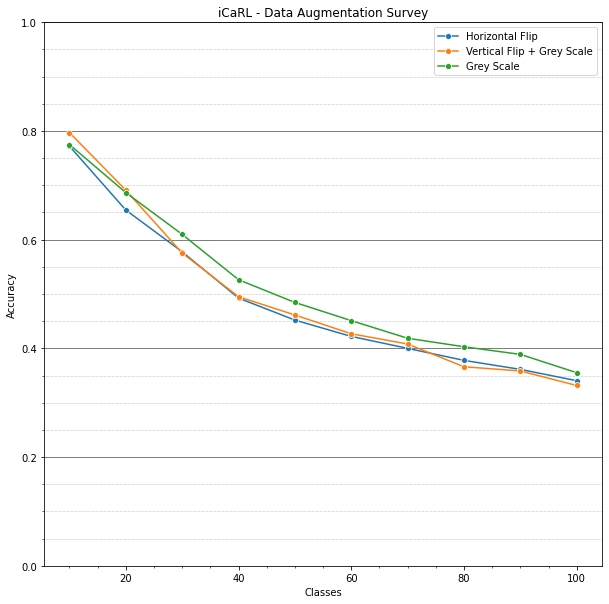 iCaRL - Data Augmentation Survey
Horizontal Flip
Vertical Flip + Grey Scale
Grey Scale
1.0
0.8
0.6
0.4
0.2
0.0
Accuracy
20
40
60
80
100
Classes